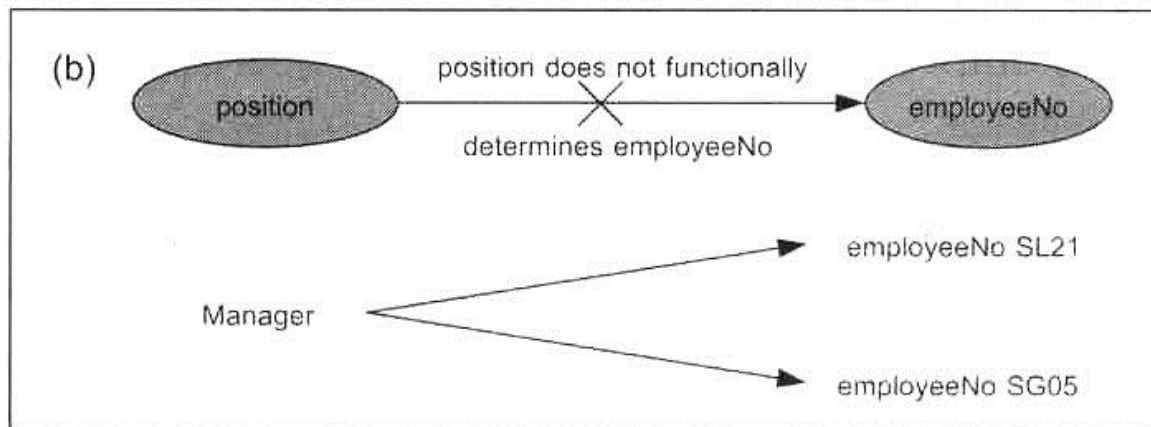 (b)
position does not functionally
position
employeeNo
determines employeeNo
employeeNo SL21
Manager
employeeNo SG05